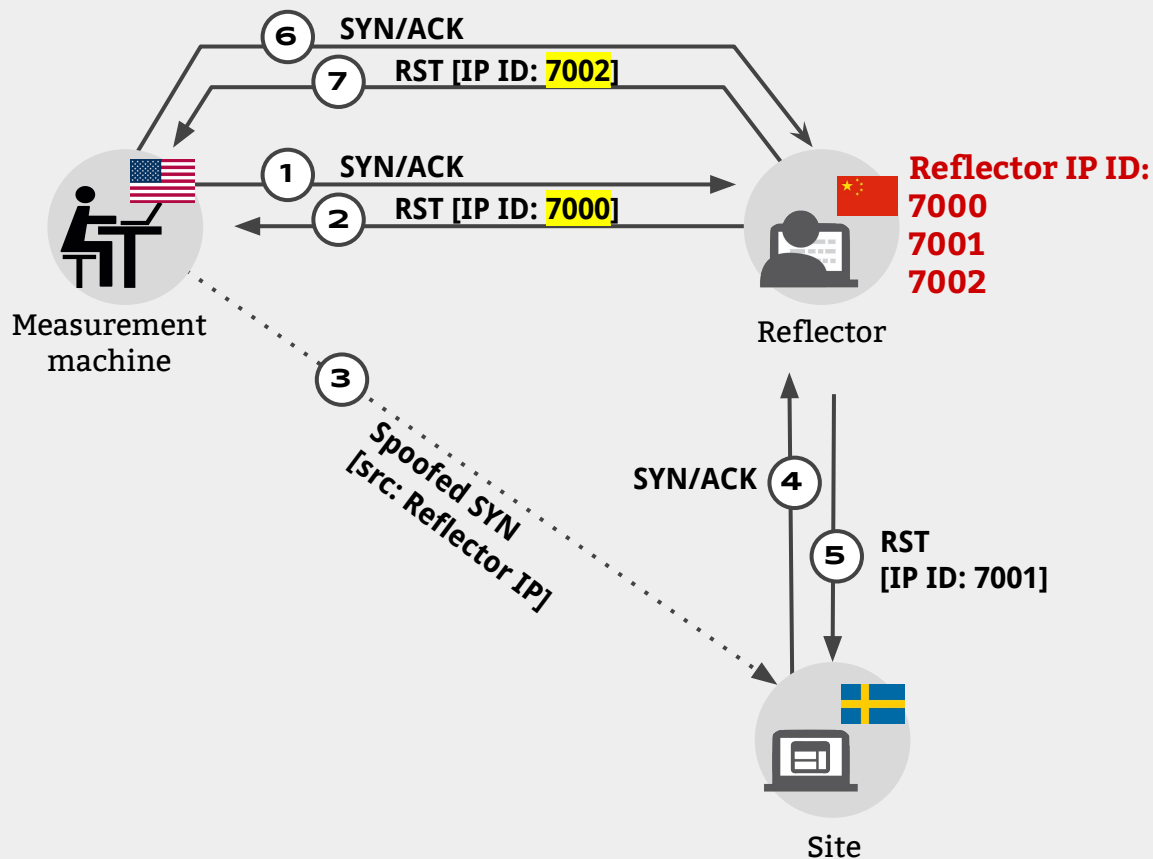 6 SYN/ACK
7 RST [IP ID: 7002]
1 SYN/ACK
2 RST [IP ID: 7000]
Reflector IP ID:
7000
7001
7002
Measurement
machine
Reflector
3
Spoofed SYN
[src: Reflector IP]
SYN/ACK 4
5 RST
[IP ID: 7001]
Site